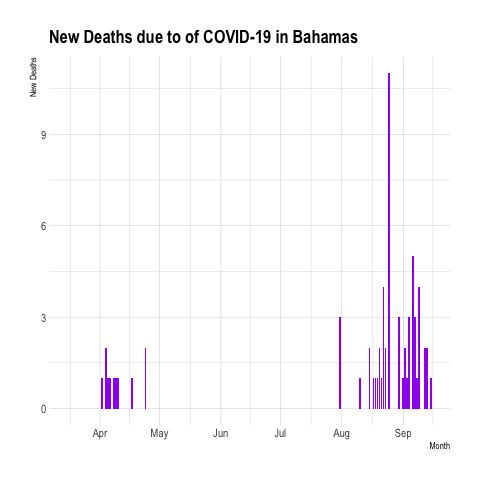 New Deaths due to of COVID-19 in Bahamas
New Deaths
9
6
3
0
Apr May Jun Jul Aug Sep
Month